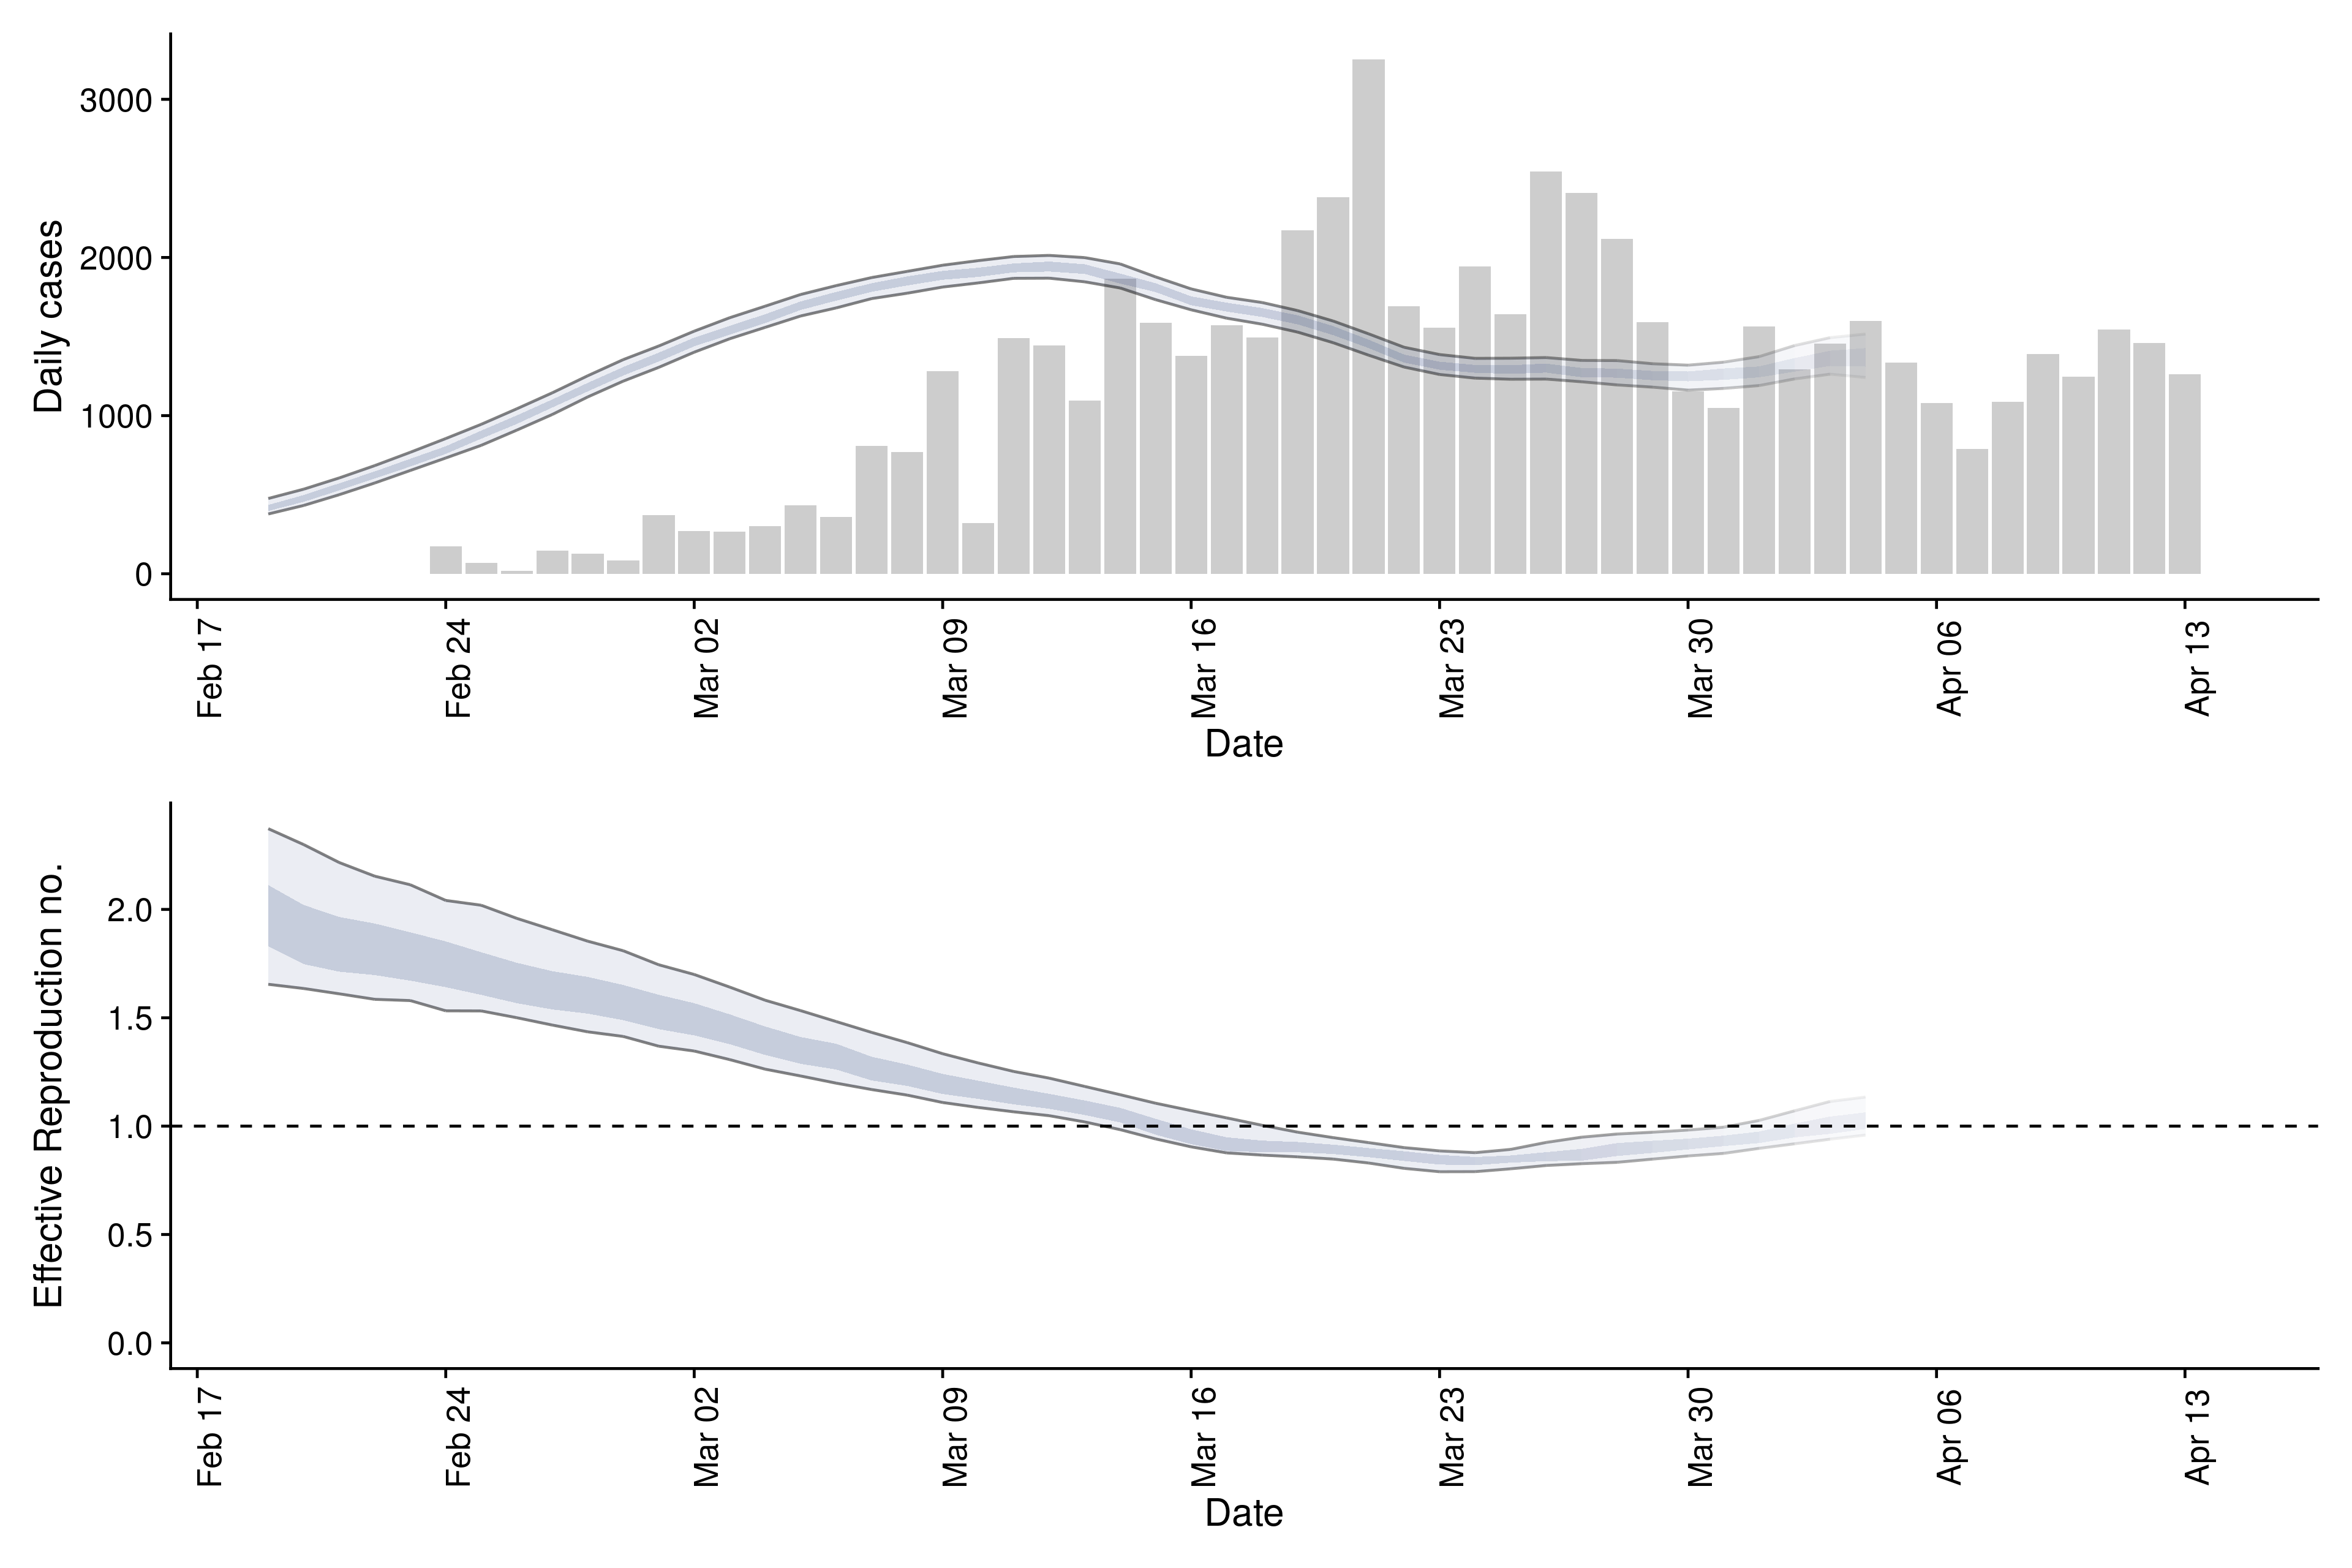 Daily cases
3000
2000
1000
0
Feb 17
Feb 24
Mar 02
Mar 09
Mar 16
Mar 23
Mar 30
Apr 06
Apr 13
Date
Effective Reproduction no.
2.0
1.5
1.0
0.5
0.0
Feb 17
Feb 24
Mar 02
Mar 09
Mar 16
Mar 23
Mar 30
Apr 06
Apr 13
Date